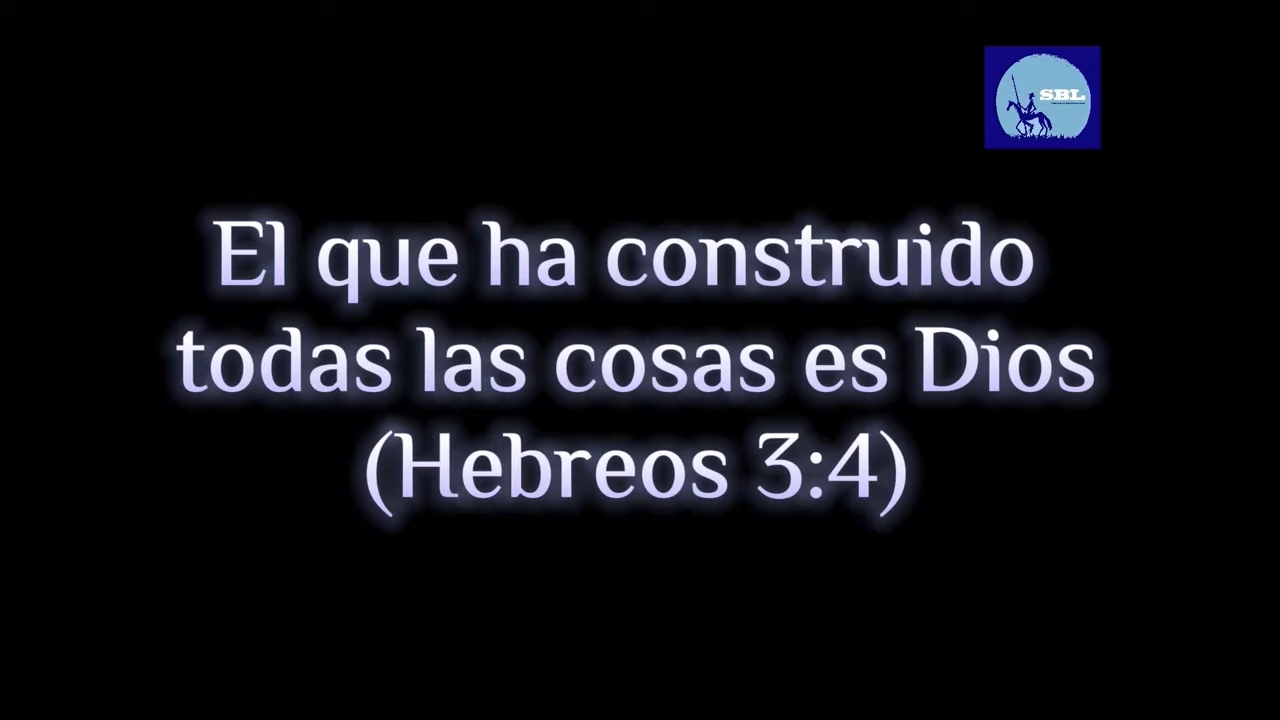 SBL
El que ha construido
todas las cosas es Dios
(Hebreos 3:4)